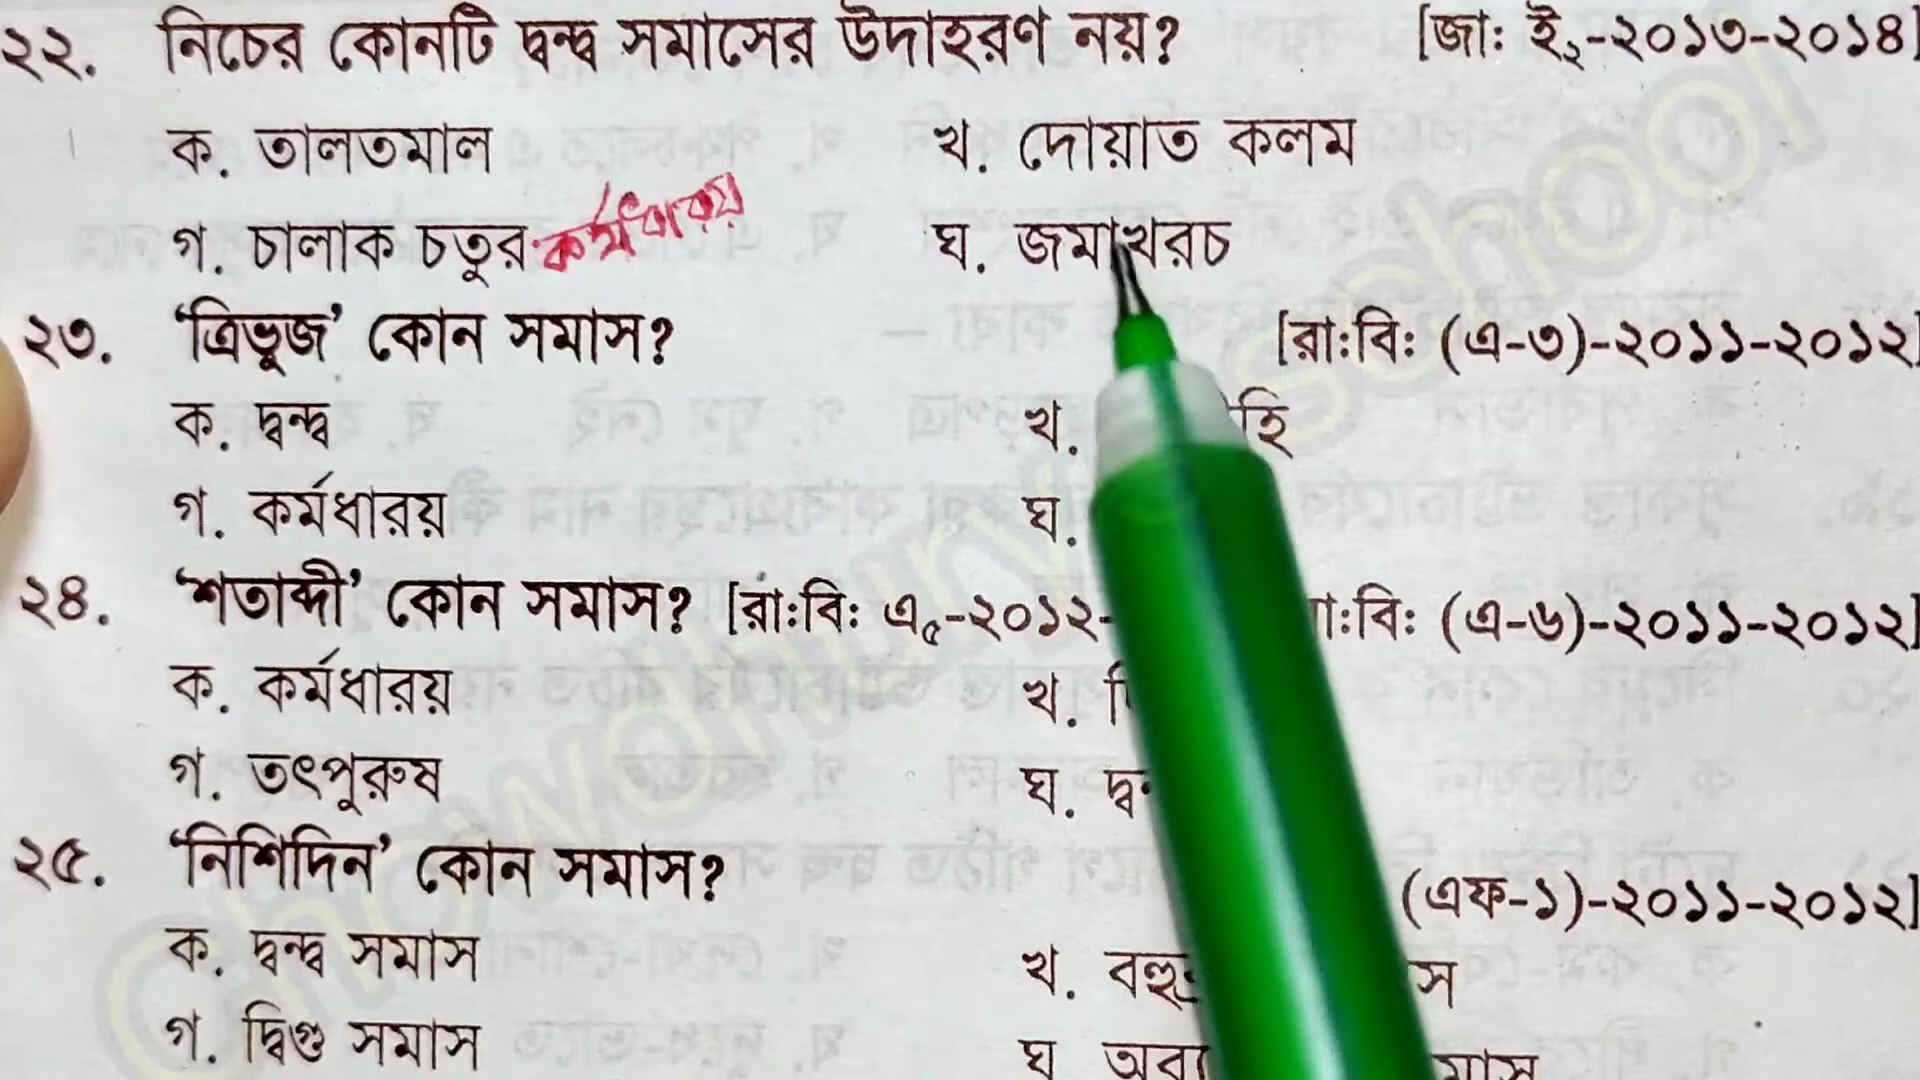 ২২. নিচের কোনটি দ্বন্দ্ব সমাসের উদাহরণ নয়? [জা: ই২-২০১৩-২০১৪]
ক. তালতমাল খ. দোয়াত কলম
গ. চালাক চতুর কর্মধারয় ঘ. জমাখরচ
২৩. ‘ত্রিভুজ’ কোন সমাস? [রা:বি: (এ-৩)-২০১১-২০১২]
ক. দ্বন্দ্ব খ.
গ. কর্মধারয় ঘ.
২৪. ‘শতাব্দী’ কোন সমাস? [রা:বি: এ৫-২০১২- :বি: (এ-৬)-২০১১-২০১২]
ক. কর্মধারয় খ.
গ. তৎপুরুষ ঘ.
২৫. ‘নিশিদিন’ কোন সমাস? (এফ-১)-২০১১-২০১২]
ক. দ্বন্দ্ব সমাস খ.
গ. দ্বিগু সমাস ঘ
Chowdhury school